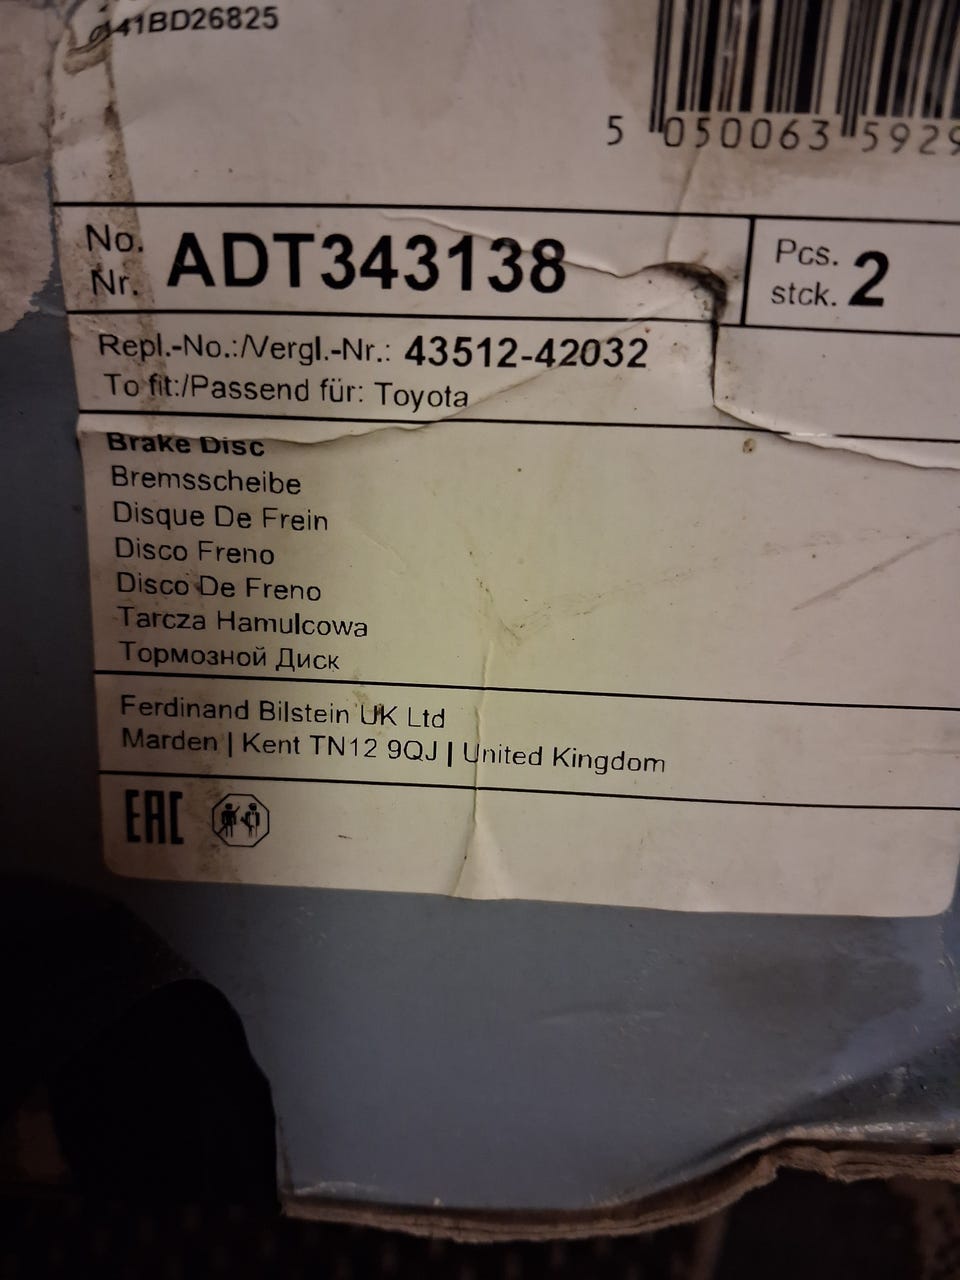 41BD26825
5 050063 5929
No.
Nr. ADT343138
Pcs.
stck. 2
Repl.-No.:/Vergl.-Nr.: 43512-42032
To fit:/Passend für: Toyota
Brake Disc
Bremsscheibe
Disque De Frein
Disco Freno
Disco De Freno
Tarcza Hamulcowa
Тормозной Диск
Ferdinand Bilstein UK Ltd
Marden | Kent TN12 9QJ | United Kingdom
EAC